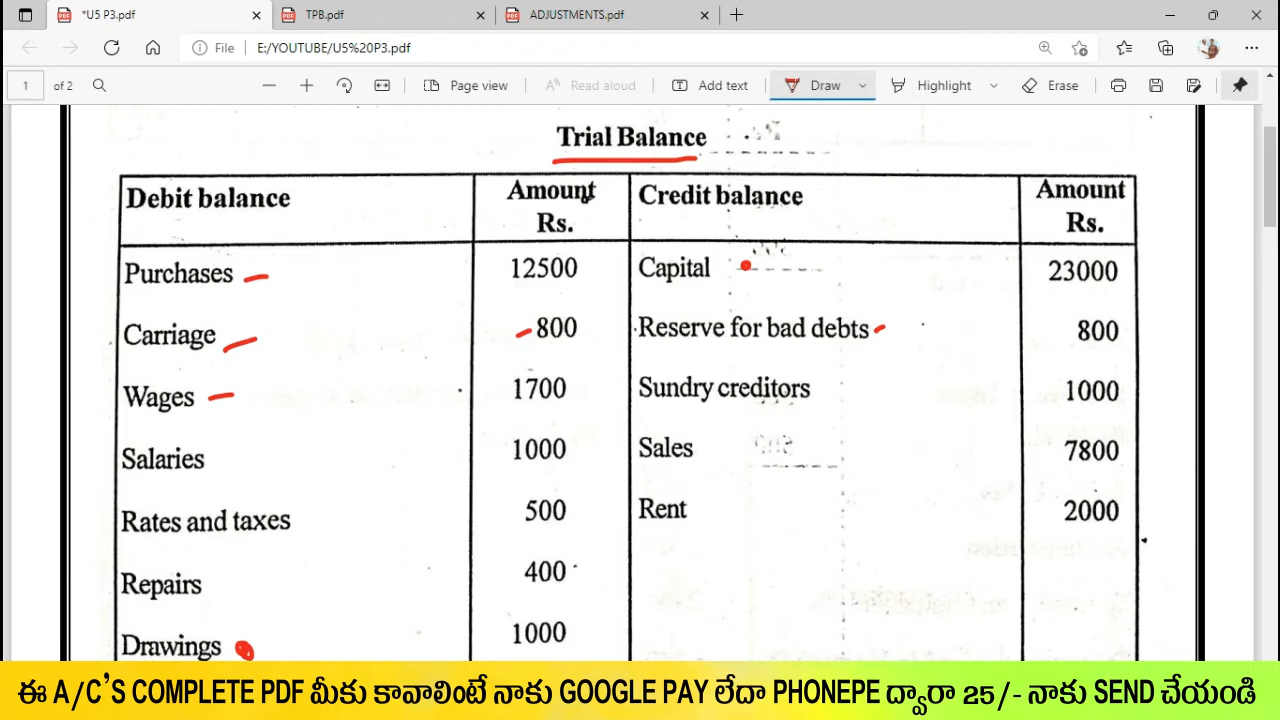 *U5 P3.pdf
TPB.pdf
ADJUSTMENTS.pdf
File E:/YOUTUBE/U5%20P3.pdf
1 of 2 Page view Read aloud Add text Draw Highlight Erase
Trial Balance
Debit balance Amount Rs. Credit balance Amount Rs.
Purchases 12500 Capital 23000
Carriage 800 Reserve for bad debts 800
Wages 1700 Sundry creditors 1000
Salaries 1000 Sales 7800
Rates and taxes 500 Rent 2000
Repairs 400
Drawings 1000
ఈ A/C'S COMPLETE PDF మీకు కావాలింటే నాకు GOOGLE PAY లేదా PHONEPE ద్వారా 25/- నాకు SEND చేయండి